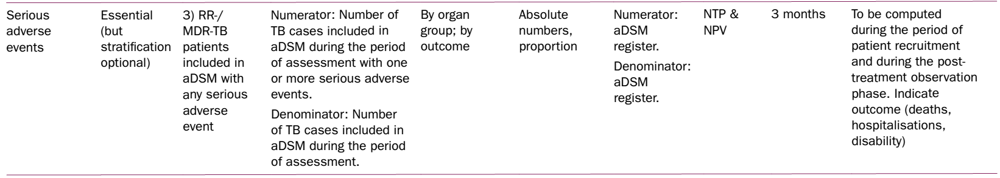 Serious
adverse
events
Essential
(but
stratification
optional)
3) RR-/
MDR-TB
patients
included in
aDSM with
any serious
adverse
event
Numerator: Number of
TB cases included in
aDSM during the period
of assessment with one
or more serious adverse
events.
Denominator: Number
of TB cases included in
aDSM during the period
of assessment.
By organ
group; by
outcome
Absolute
numbers,
proportion
Numerator:
aDSM
register.
Denominator:
aDSM
register.
NTP &
NPV
3 months
To be computed
during the period of
patient recruitment
and during the post-
treatment observation
phase. Indicate
outcome (deaths,
hospitalisations,
disability)